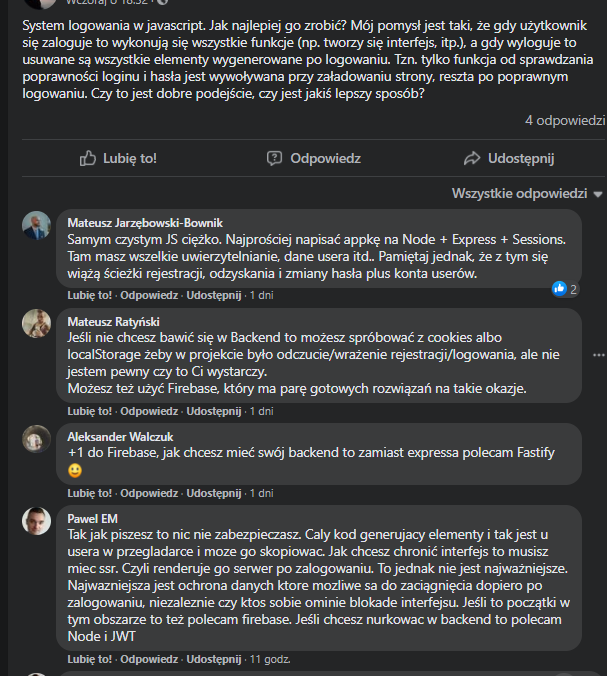 Wczoraj o 18:52
System logowania w javascript. Jak najlepiej go zrobić? Mój pomysł jest taki, że gdy użytkownik
się zaloguje to wykonują się wszystkie funkcje (np. tworzy się interfejs, itp.), a gdy wyloguje to
usuwane są wszystkie elementy wygenerowane po logowaniu. Tzn. tylko funkcja od sprawdzania
poprawności loginu i hasła jest wywoływana przy załadowaniu strony, reszta po poprawnym
logowaniu. Czy to jest dobre podejście, czy jest jakiś lepszy sposób?
4 odpowiedzi
Lubię to! Odpowiedz Udostępnij
Wszystkie odpowiedzi
Mateusz Jarzębowski-Bownik
Samym czystym JS ciężko. Najprościej napisać appkę na Node + Express + Sessions.
Tam masz wszelkie uwierzytelnianie, dane usera itd.. Pamiętaj jednak, że z tym się
wiążą ścieżki rejestracji, odzyskania i zmiany hasła plus konta userów.
2
Lubię to! · Odpowiedz · Udostępnij · 1 dni
Mateusz Ratyński
Jeśli nie chcesz bawić się w Backend to możesz spróbować z cookies albo
localStorage żeby w projekcie było odczucie/wrażenie rejestracji/logowania, ale nie
jestem pewny czy to Ci wystarczy.
Możesz też użyć Firebase, który ma parę gotowych rozwiązań na takie okazje.
Lubię to! · Odpowiedz · Udostępnij · 1 dni
Aleksander Walczuk
+1 do Firebase, jak chcesz mieć swój backend to zamiast expressa polecam Fastify
Lubię to! · Odpowiedz · Udostępnij · 1 dni
Pawel EM
Tak jak piszesz to nic nie zabezpieczasz. Caly kod generujacy elementy i tak jest u
usera w przegladarce i moze go skopiowac. Jak chcesz chronić interfejs to musisz
miec ssr. Czyli renderuje go serwer po zalogowaniu. To jednak nie jest najważniejsze.
Najwazniejsza jest ochrona danych ktore mozliwe sa do zaciągnięcia dopiero po
zalogowaniu, niezależnie czy ktos sobie ominie blokade interfejsu. Jeśli to początki w
tym obszarze to też polecam firebase. Jeśli chcesz nurkowac w backend to polecam
Node i JWT
Lubię to! · Odpowiedz · Udostępnij · 11 godz.